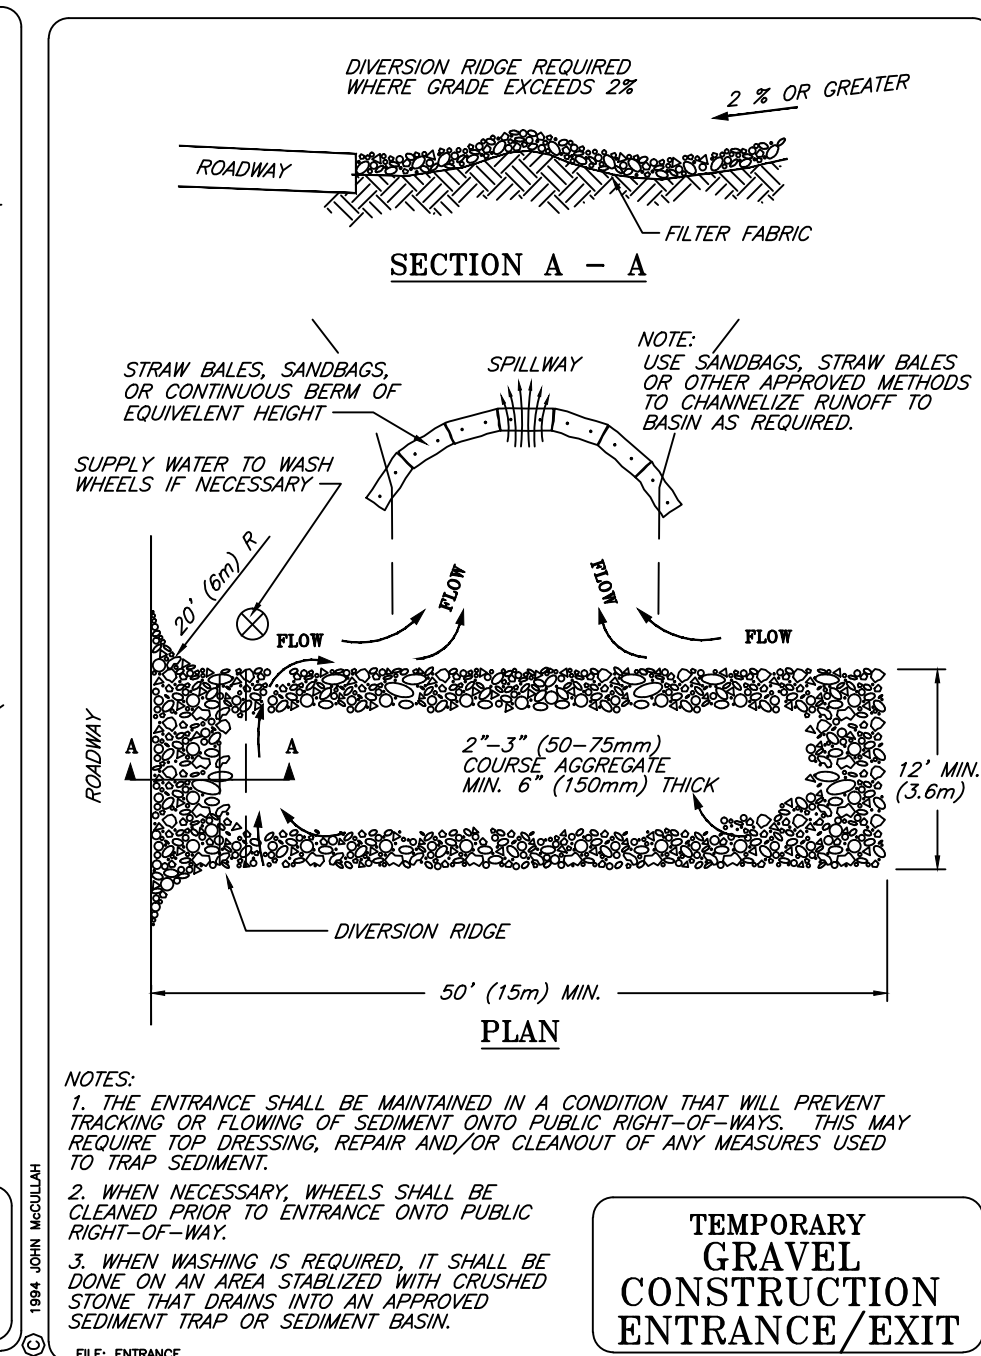 DIVERSION RIDGE REQUIRED
WHERE GRADE EXCEEDS 2%
2 % OR GREATER
ROADWAY
FILTER FABRIC
SECTION A - A
STRAW BALES, SANDBAGS,
OR CONTINUOUS BERM OF
EQUIVELENT HEIGHT
SPILLWAY
NOTE:
USE SANDBAGS, STRAW BALES
OR OTHER APPROVED METHODS
TO CHANNELIZE RUNOFF TO
BASIN AS REQUIRED.
SUPPLY WATER TO WASH
WHEELS IF NECESSARY
20' (6m) R
FLOW
FLOW
FLOW
FLOW
ROADWAY
A
A
2"-3" (50-75mm)
COURSE AGGREGATE
MIN. 6" (150mm) THICK
12' MIN.
(3.6m)
DIVERSION RIDGE
50' (15m) MIN.
PLAN
NOTES:
1. THE ENTRANCE SHALL BE MAINTAINED IN A CONDITION THAT WILL PREVENT
TRACKING OR FLOWING OF SEDIMENT ONTO PUBLIC RIGHT-OF-WAYS. THIS MAY
REQUIRE TOP DRESSING, REPAIR AND/OR CLEANOUT OF ANY MEASURES USED
TO TRAP SEDIMENT.
2. WHEN NECESSARY, WHEELS SHALL BE
CLEANED PRIOR TO ENTRANCE ONTO PUBLIC
RIGHT-OF-WAY.
3. WHEN WASHING IS REQUIRED, IT SHALL BE
DONE ON AN AREA STABLIZED WITH CRUSHED
STONE THAT DRAINS INTO AN APPROVED
SEDIMENT TRAP OR SEDIMENT BASIN.
FILE: ENTRANCE
TEMPORARY
GRAVEL
CONSTRUCTION
ENTRANCE/EXIT
© 1994 JOHN McCULLAH